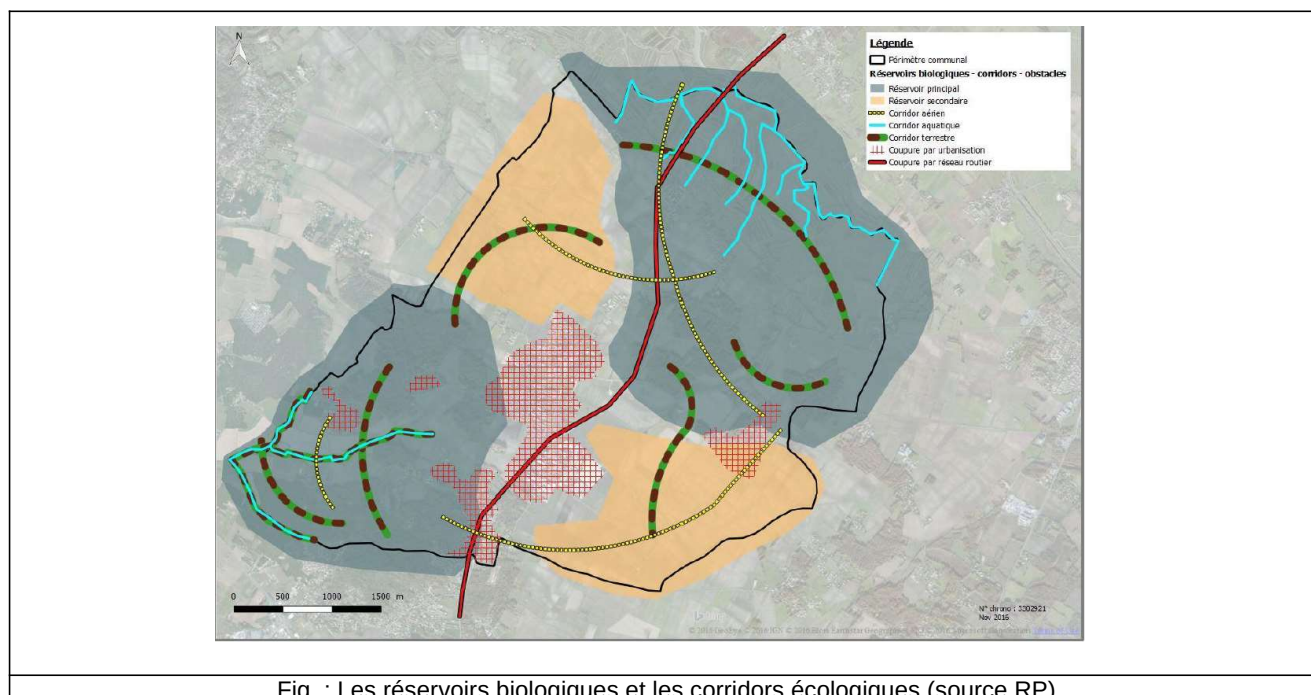 N
Légende
Périmètre communal
Réservoirs biologiques - corridors - obstacles
Réservoir principal
Réservoir secondaire
Corridor aérien
Corridor aquatique
Corridor terrestre
Coupure par urbanisation
Coupure par réseau routier
0 500 1000 1500 m
N° chrono : 3302921
Nov 2016
Fig. : Les réservoirs biologiques et les corridors écologiques (source RP)